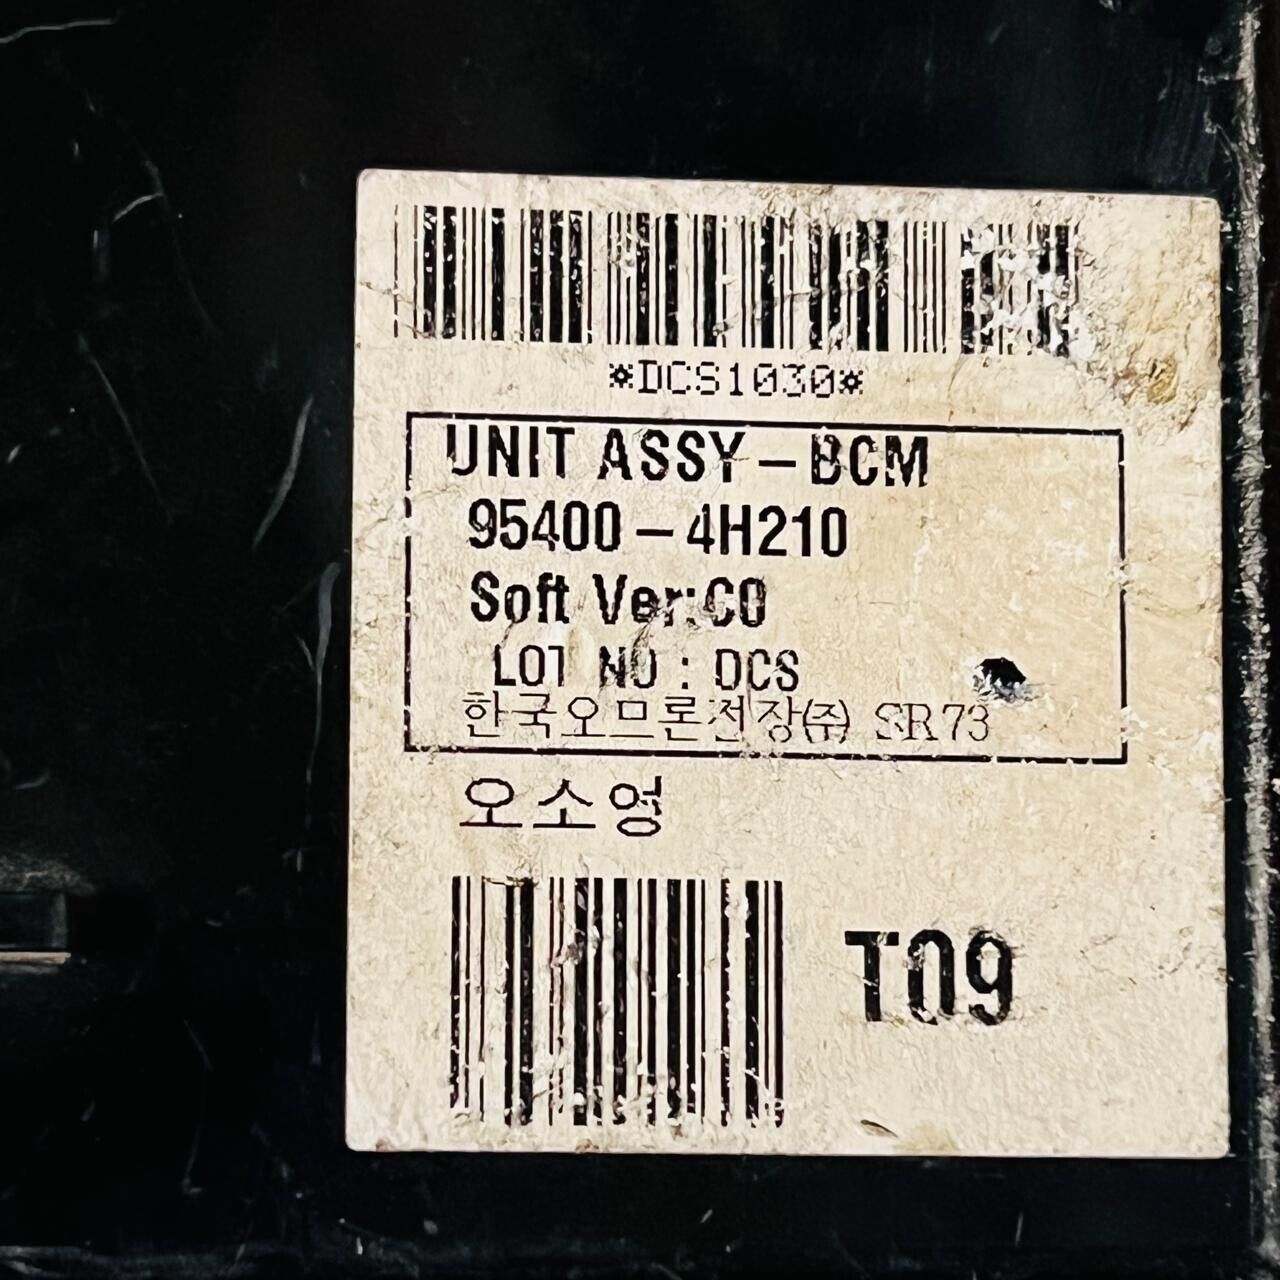 *DCS1030*
UNIT ASSY-BCM
95400-4H210
Soft Ver:C0
LOT NO : DCS
한국오므론전장㈜ SR73
오소영
T09